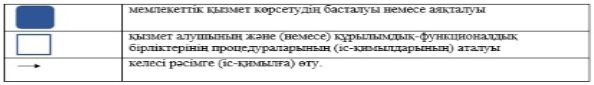 мемлекеттік қызмет көрсетудің басталуы немесе аяқталуы
қызмет алушының және (немесе) құрылымдық-функционалдық
бірліктерінің процедураларының (іс-қимылдарының) аталуы
келесі рәсімге (іс-қимылға) өту.